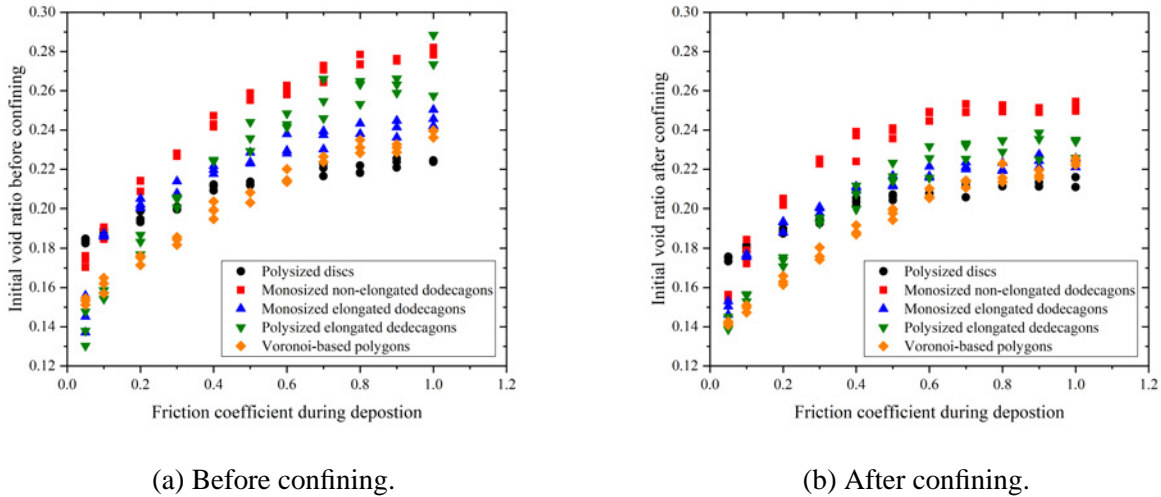 0.30
0.28
0.26
0.24
0.22
0.20
0.18
0.16
0.14
0.12
0.0 0.2 0.4 0.6 0.8 1.0 1.2
Initial void ratio before confining
Friction coefficient during depostion
Polysized discs
Monosized non-elongated dodecagons
Monosized elongated dodecagons
Polysized elongated dedecagons
Voronoi-based polygons
(a) Before confining.
0.30
0.28
0.26
0.24
0.22
0.20
0.18
0.16
0.14
0.12
0.0 0.2 0.4 0.6 0.8 1.0 1.2
Initial void ratio after confining
Friction coefficient during depostion
Polysized discs
Monosized non-elongated dodecagons
Monosized elongated dodecagons
Polysized elongated dedecagons
Voronoi-based polygons
(b) After confining.